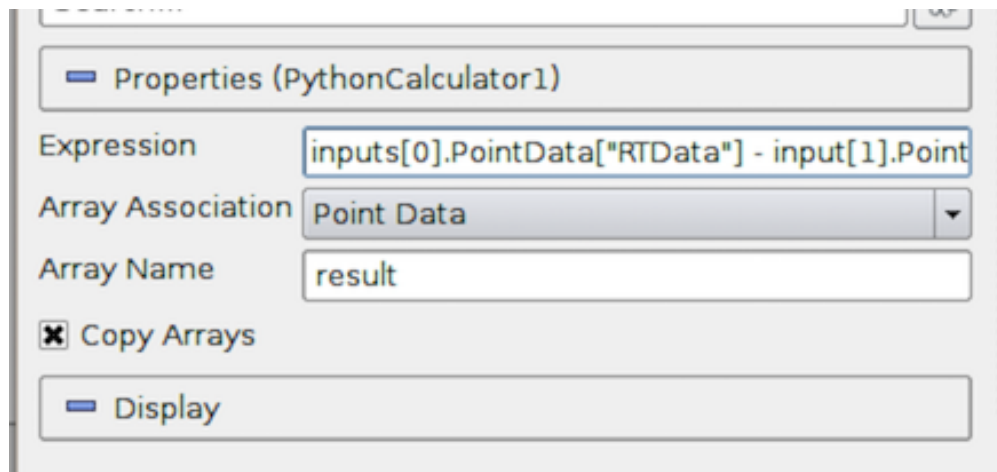 Properties (PythonCalculator1)
Expression
inputs[0].PointData["RTData"] - input[1].Point
Array Association
Point Data
Array Name
result
Copy Arrays
Display